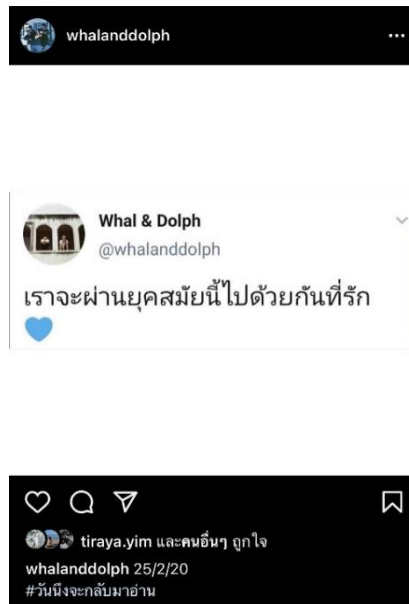 whalanddolph
Whal & Dolph
@whalanddolph
เราจะผ่านยุคสมัยนี้ไปด้วยกันที่รัก
tiraya.yim และคนอื่นๆ ถูกใจ
whalanddolph 25/2/20
#วันนึงจะกลับมาอ่าน